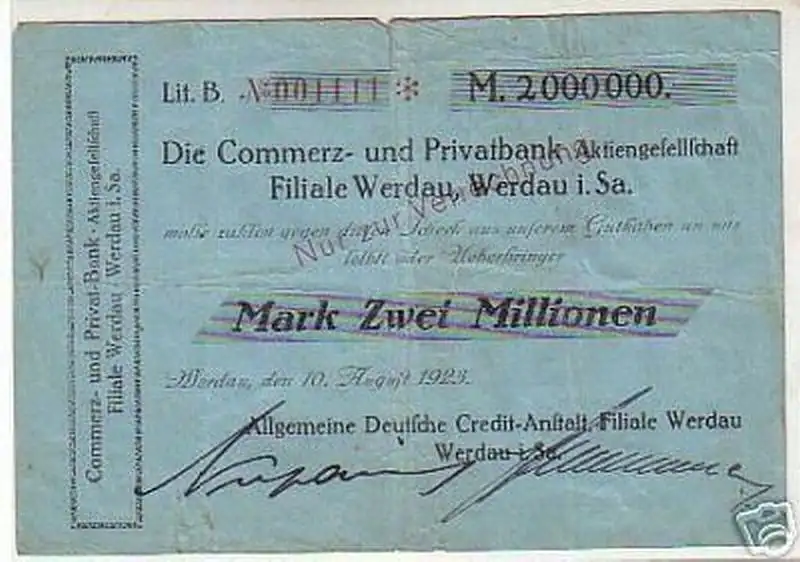 Lit. B. No 001111 * M. 2000000.
Die Commerz- und Privatbank Aktiengesellschaft
Filiale Werdau, Werdau i. Sa.
Nur zur Verrechnung
wolle zahlen gegen diesen Scheck aus unserem Guthaben an uns
selbst oder Ueberbringer
Mark Zwei Millionen
Werdau, den 10. August 1923.
Allgemeine Deutsche Credit-Anstalt, Filiale Werdau
Werdau i. Sa.
Commerz- und Privat-Bank · Aktiengesellschaft
Filiale Werdau / Werdau i. Sa.